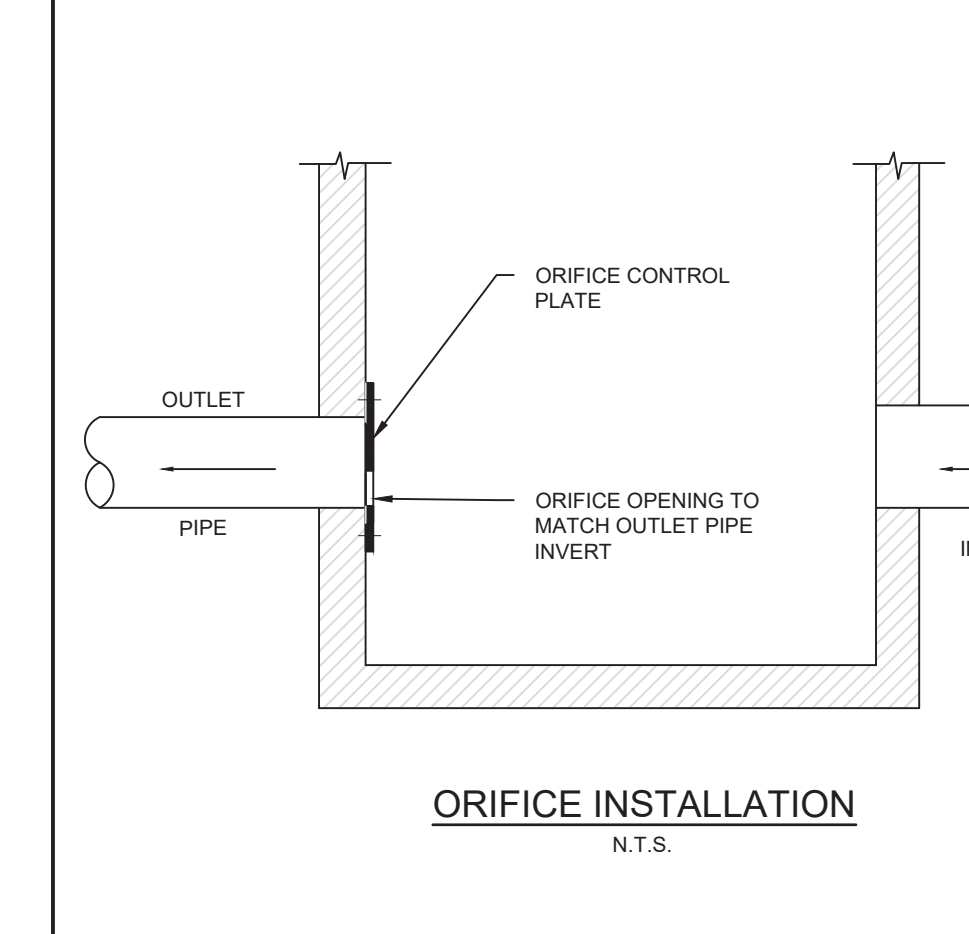 ORIFICE CONTROL
PLATE
OUTLET
PIPE
ORIFICE OPENING TO
MATCH OUTLET PIPE
INVERT
ORIFICE INSTALLATION
N.T.S.